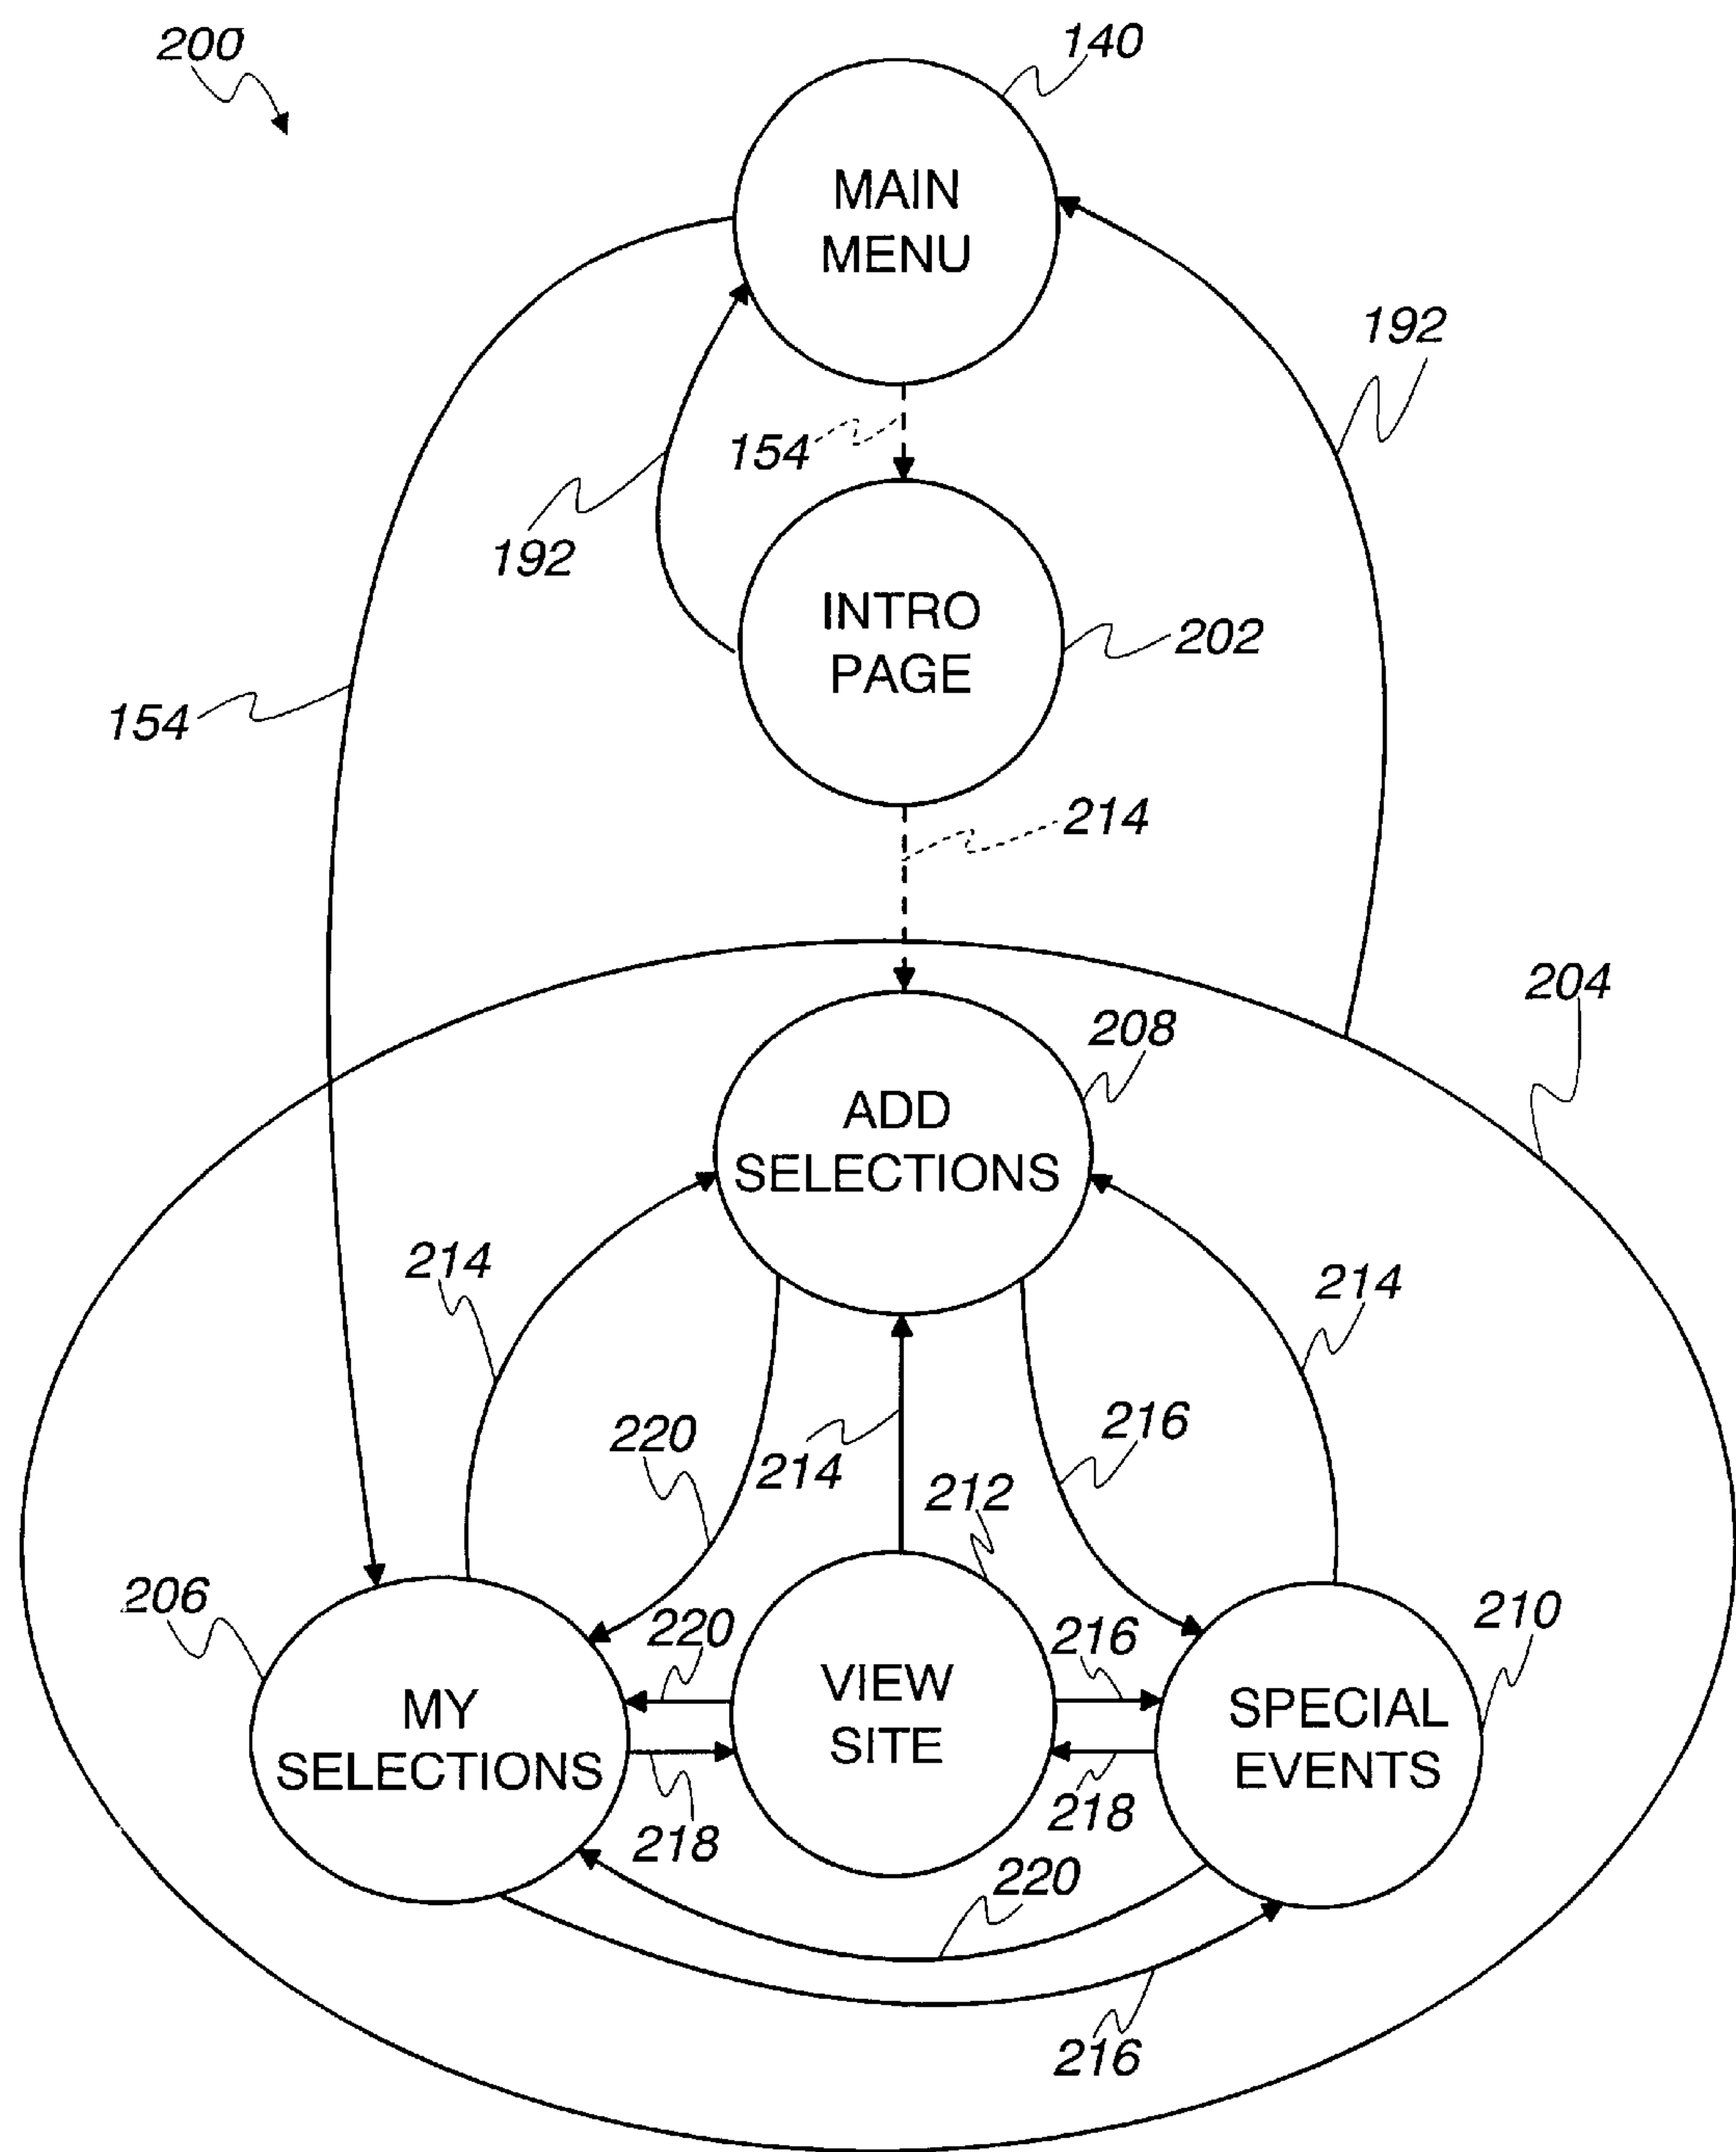 200
140
MAIN
MENU
192
154
192
INTRO
PAGE
202
154
214
204
208
ADD
SELECTIONS
214
214
216
220
214
212
206
210
220
216
VIEW
SITE
MY
SELECTIONS
SPECIAL
EVENTS
218
218
220
216